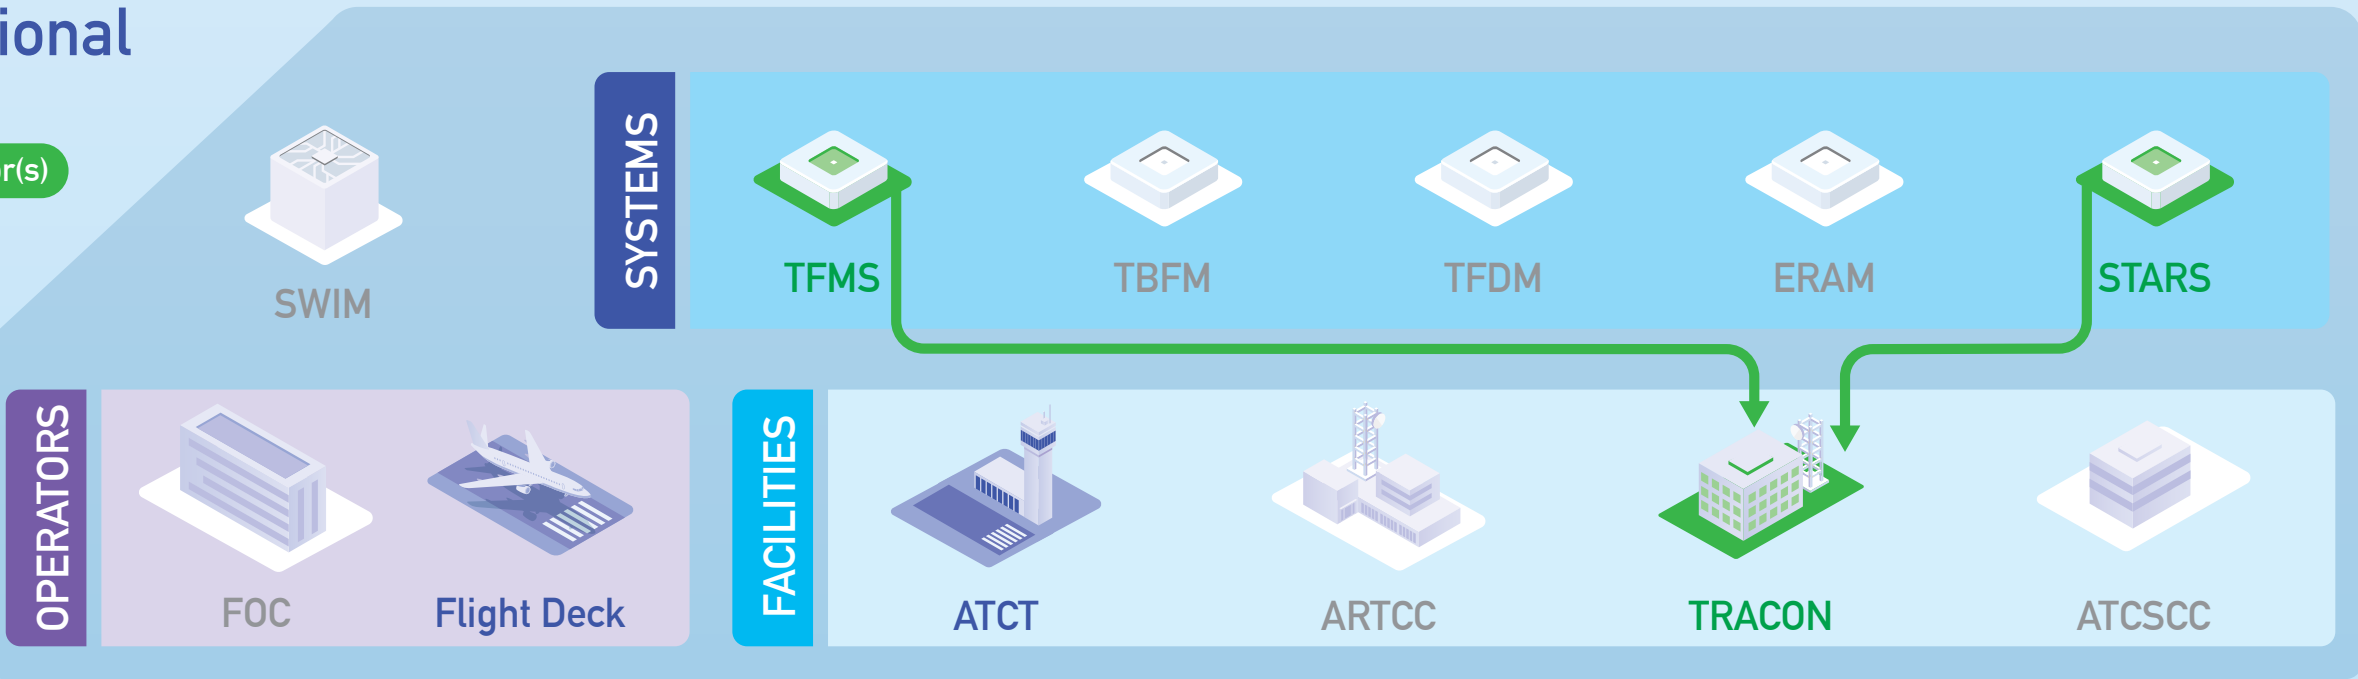 ional
r(s)
SWIM
SYSTEMS
TFMS
TBFM
TFDM
ERAM
STARS
OPERATORS
FOC
Flight Deck
FACILITIES
ATCT
ARTCC
TRACON
ATCSCC